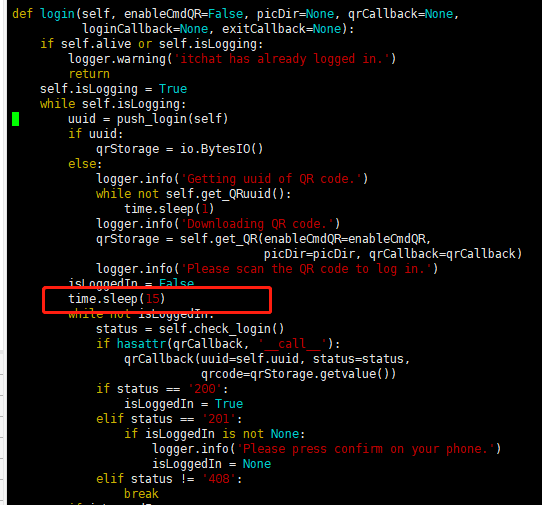 def login(self, enableCmdQR=False, picDir=None, qrCallback=None,
        loginCallback=None, exitCallback=None):
    if self.alive or self.isLogging:
        logger.warning('itchat has already logged in.')
        return
    self.isLogging = True
    while self.isLogging:
        uuid = push_login(self)
        if uuid:
            qrStorage = io.BytesIO()
        else:
            logger.info('Getting uuid of QR code.')
            while not self.get_QRuuid():
                time.sleep(1)
            logger.info('Downloading QR code.')
            qrStorage = self.get_QR(enableCmdQR=enableCmdQR,
                                    picDir=picDir, qrCallback=qrCallback)
            logger.info('Please scan the QR code to log in.')
        isLoggedIn = False
        time.sleep(15)
        while not isLoggedIn:
            status = self.check_login()
            if hasattr(qrCallback, '__call__'):
                qrCallback(uuid=self.uuid, status=status,
                           qrcode=qrStorage.getvalue())
            if status == '200':
                isLoggedIn = True
            elif status == '201':
                if isLoggedIn is not None:
                    logger.info('Please press confirm on your phone.')
                    isLoggedIn = None
            elif status != '408':
                break